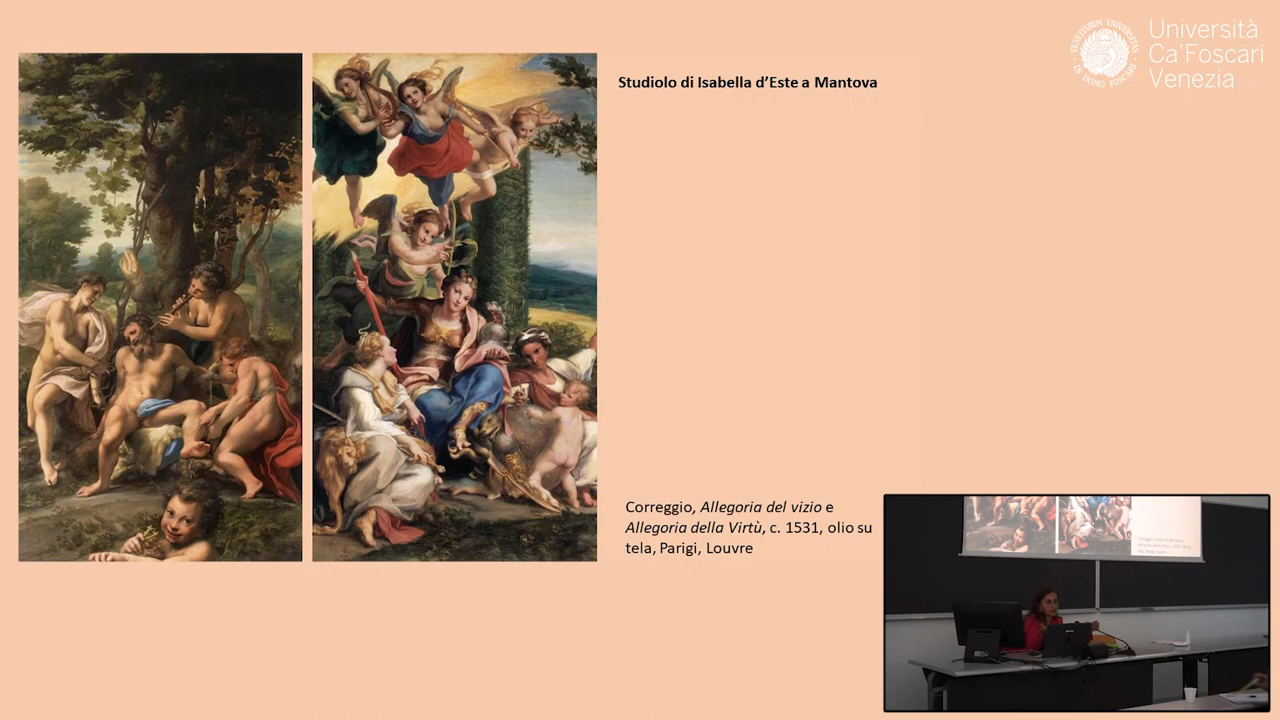 Università
Ca'Foscari
Venezia
Studiolo di Isabella d’Este a Mantova
Correggio, Allegoria del vizio e
Allegoria della Virtù, c. 1531, olio su
tela, Parigi, Louvre